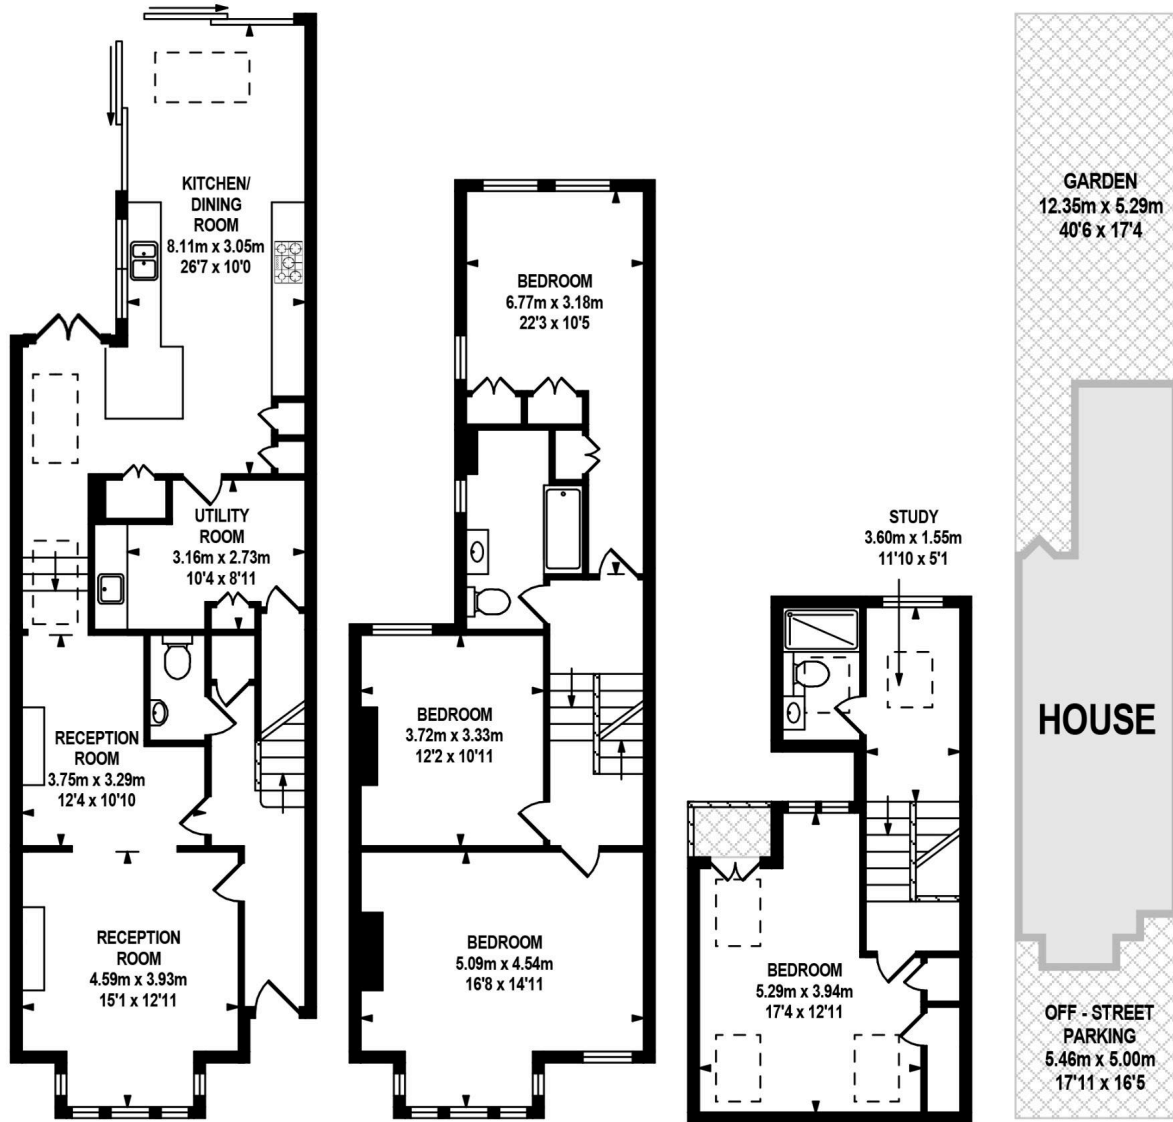 KITCHEN/
DINING
ROOM
8.11m x 3.05m
26'7 x 10'0
UTILITY
ROOM
3.16m x 2.73m
10'4 x 8'11
RECEPTION
ROOM
3.75m x 3.29m
12'4 x 10'10
RECEPTION
ROOM
4.59m x 3.93m
15'1 x 12'11
BEDROOM
6.77m x 3.18m
22'3 x 10'5
BEDROOM
3.72m x 3.33m
12'2 x 10'11
BEDROOM
5.09m x 4.54m
16'8 x 14'11
STUDY
3.60m x 1.55m
11'10 x 5'1
BEDROOM
5.29m x 3.94m
17'4 x 12'11
GARDEN
12.35m x 5.29m
40'6 x 17'4
HOUSE
OFF - STREET
PARKING
5.46m x 5.00m
17'11 x 16'5